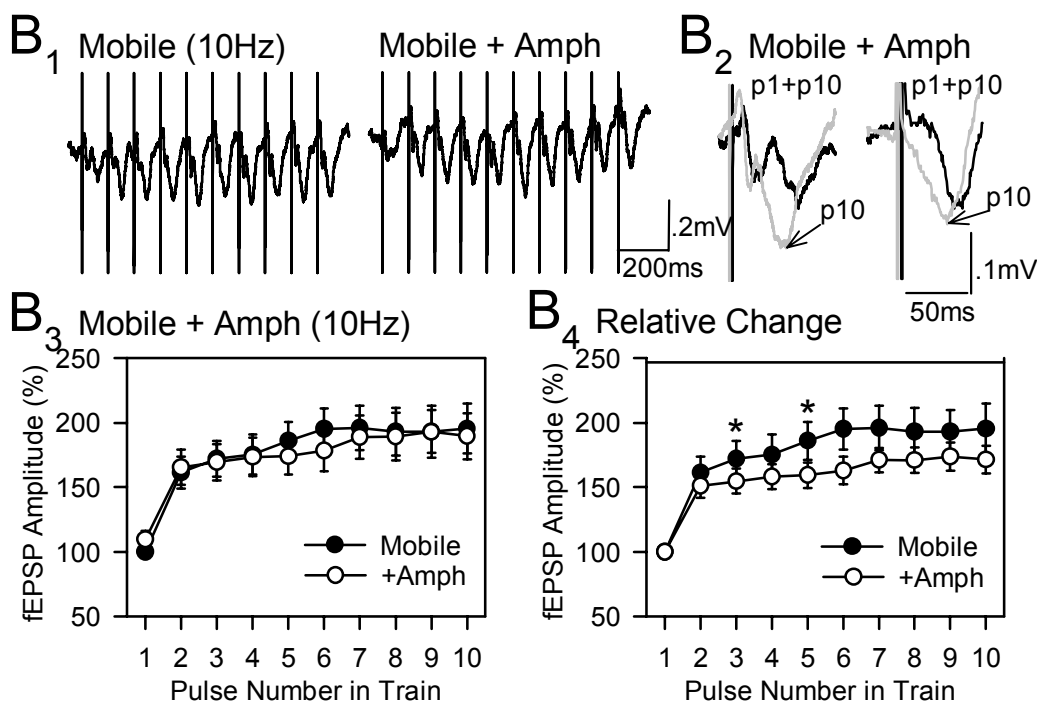 B1 Mobile (10Hz)
Mobile + Amph
.2mV
200ms
B2 Mobile + Amph
p1+p10
p1+p10
p10
.1mV
50ms
B3 Mobile + Amph (10Hz)
fEPSP Amplitude (%)
250
200
150
100
50
Mobile
+Amph
1 2 3 4 5 6 7 8 9 10
Pulse Number in Train
B4 Relative Change
fEPSP Amplitude (%)
250
200
150
100
50
*
*
Mobile
+Amph
1 2 3 4 5 6 7 8 9 10
Pulse Number in Train